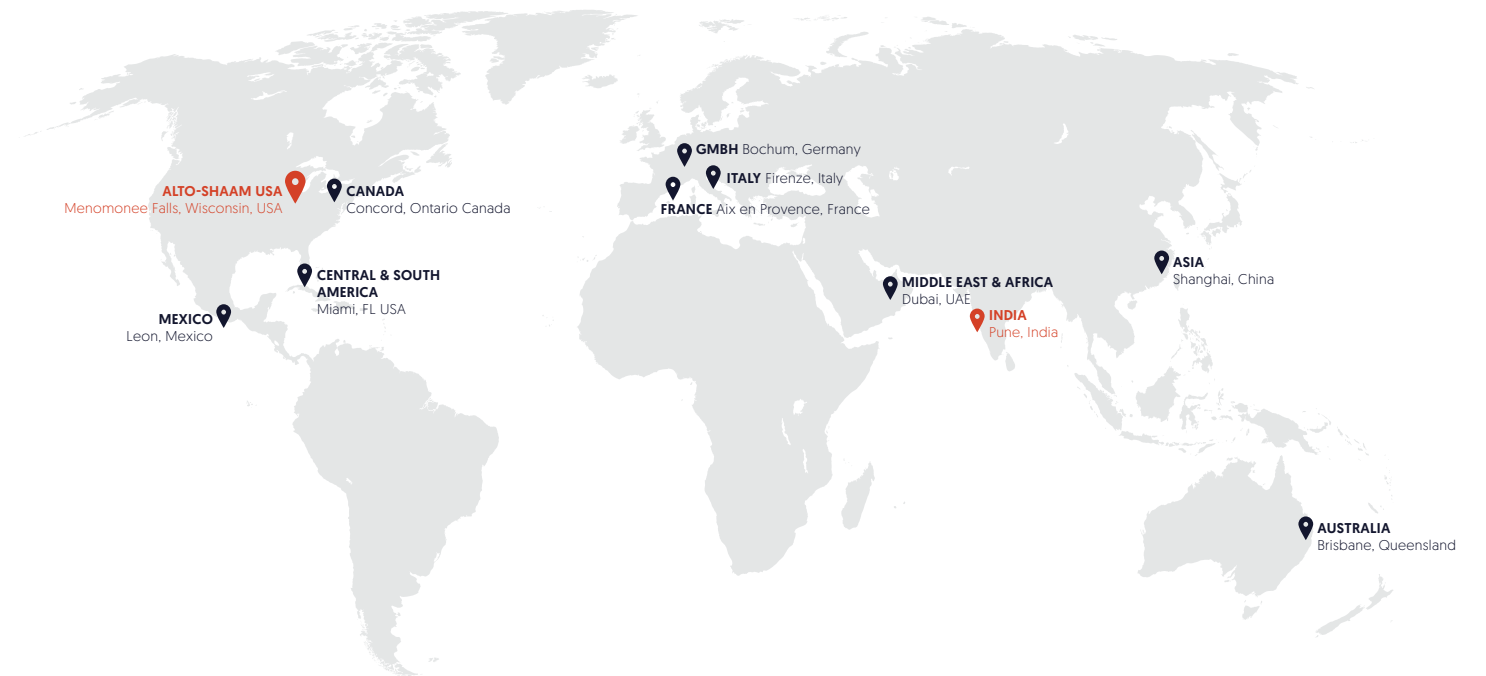 GMBH Bochum, Germany
ITALY Firenze, Italy
FRANCE Aix en Provence, France
ALTO-SHAAM USA
Menomonee Falls, Wisconsin, USA
CANADA
Concord, Ontario Canada
CENTRAL & SOUTH
AMERICA
Miami, FL USA
MEXICO
Leon, Mexico
MIDDLE EAST & AFRICA
Dubai, UAE
INDIA
Pune, India
ASIA
Shanghai, China
AUSTRALIA
Brisbane, Queensland